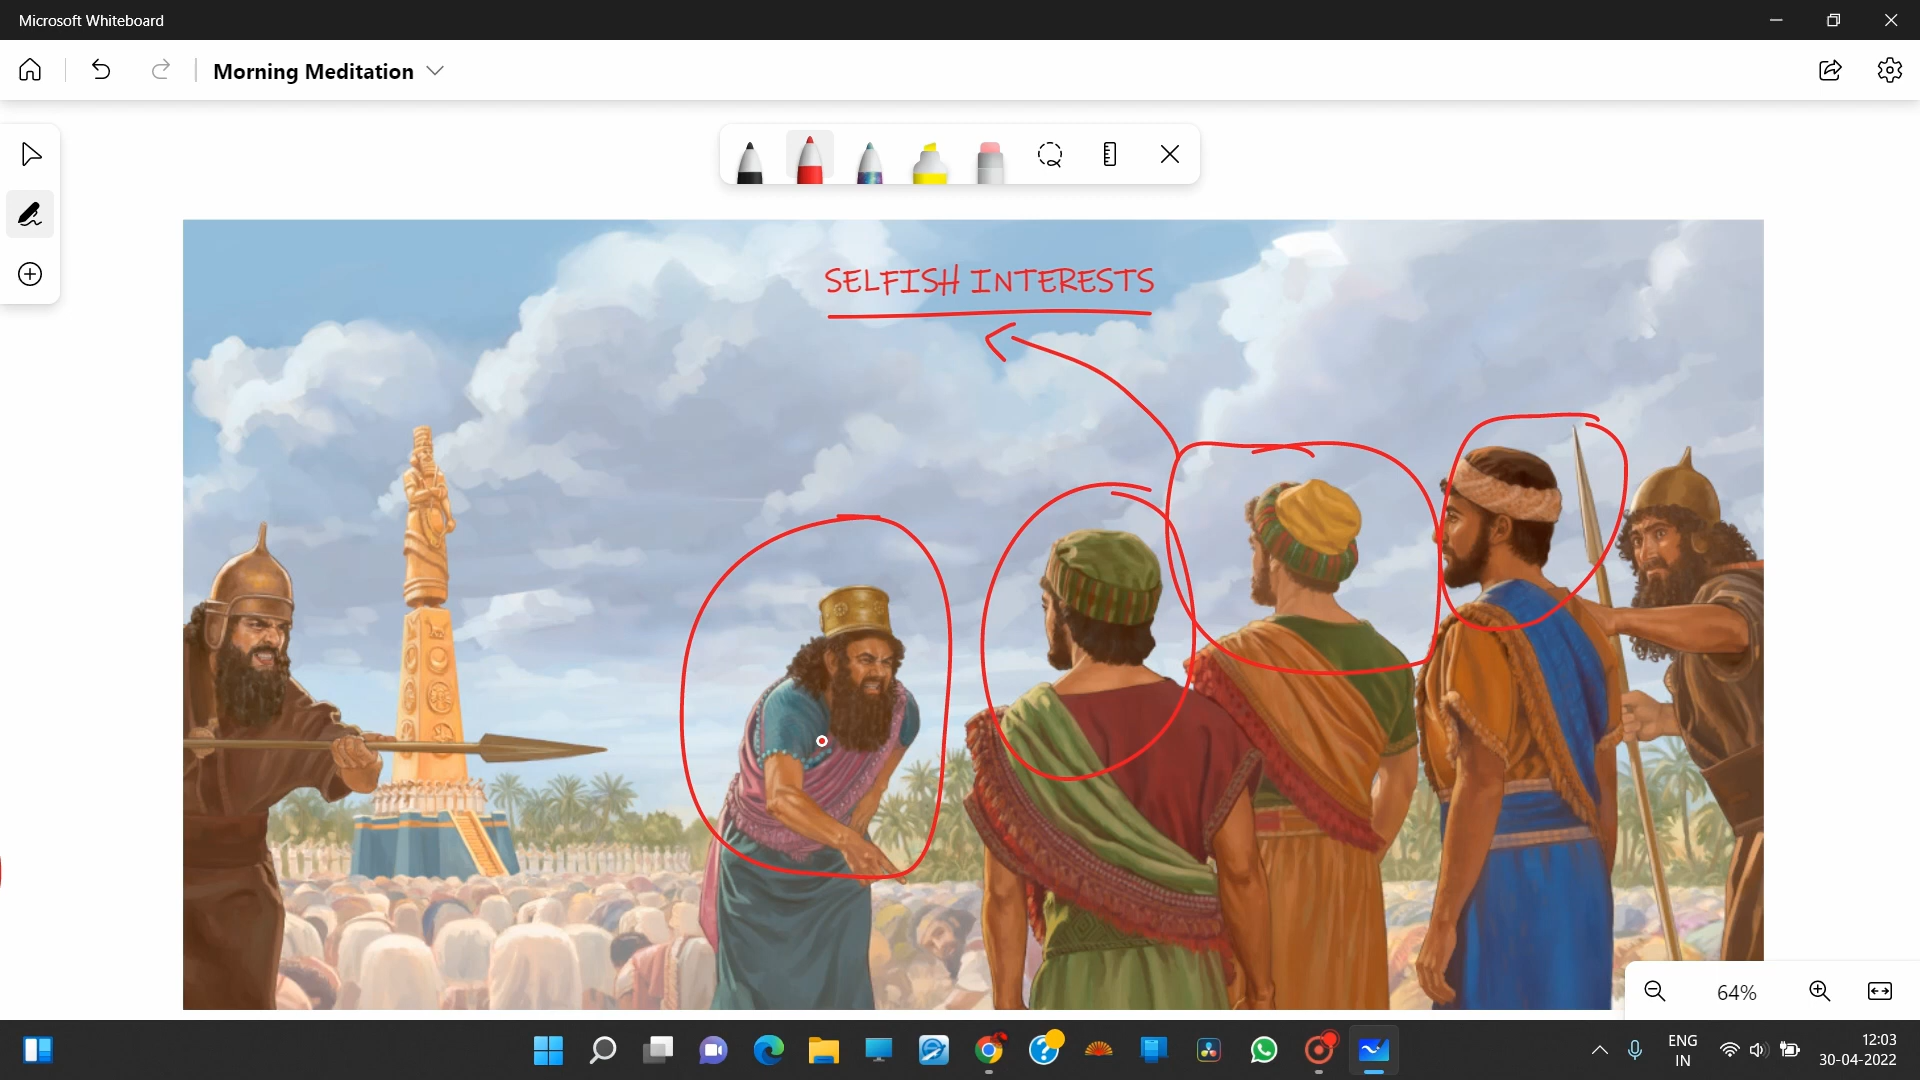 Microsoft Whiteboard
Morning Meditation
SELFISH INTERESTS
64%
ENG
IN
12:03
30-04-2022